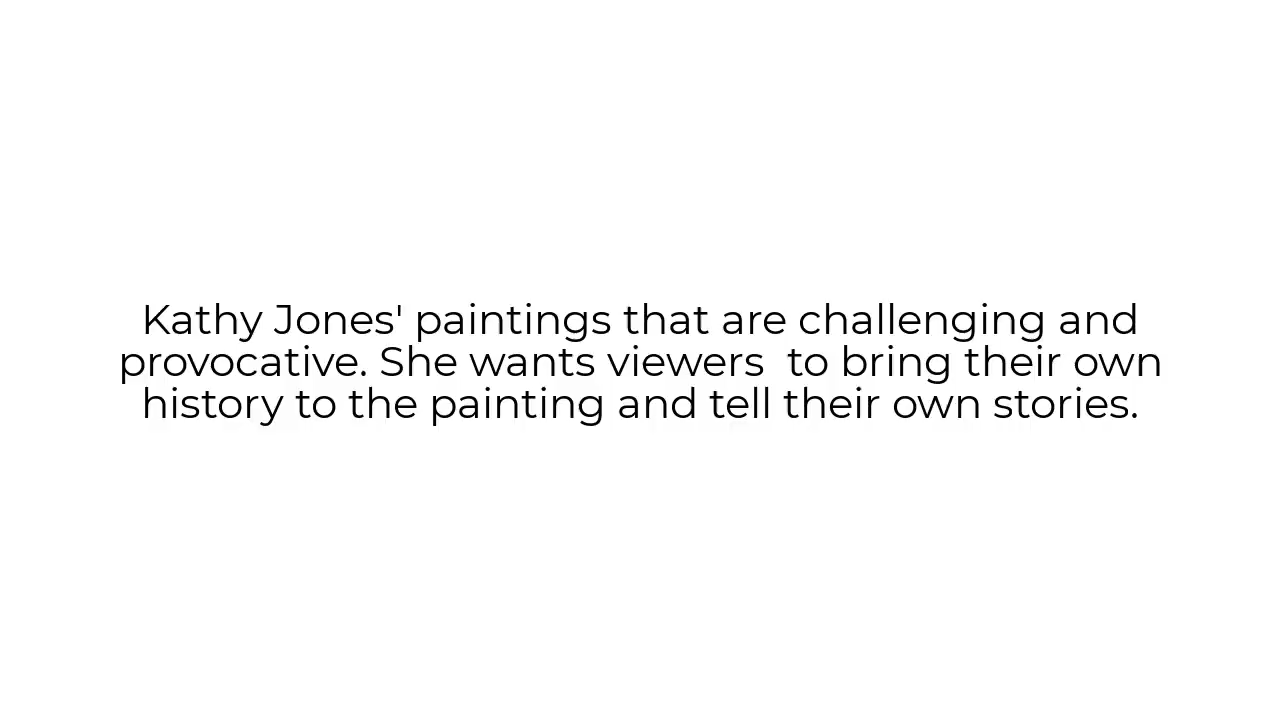 Kathy Jones' paintings that are challenging and
provocative. She wants viewers  to bring their own
history to the painting and tell their own stories.